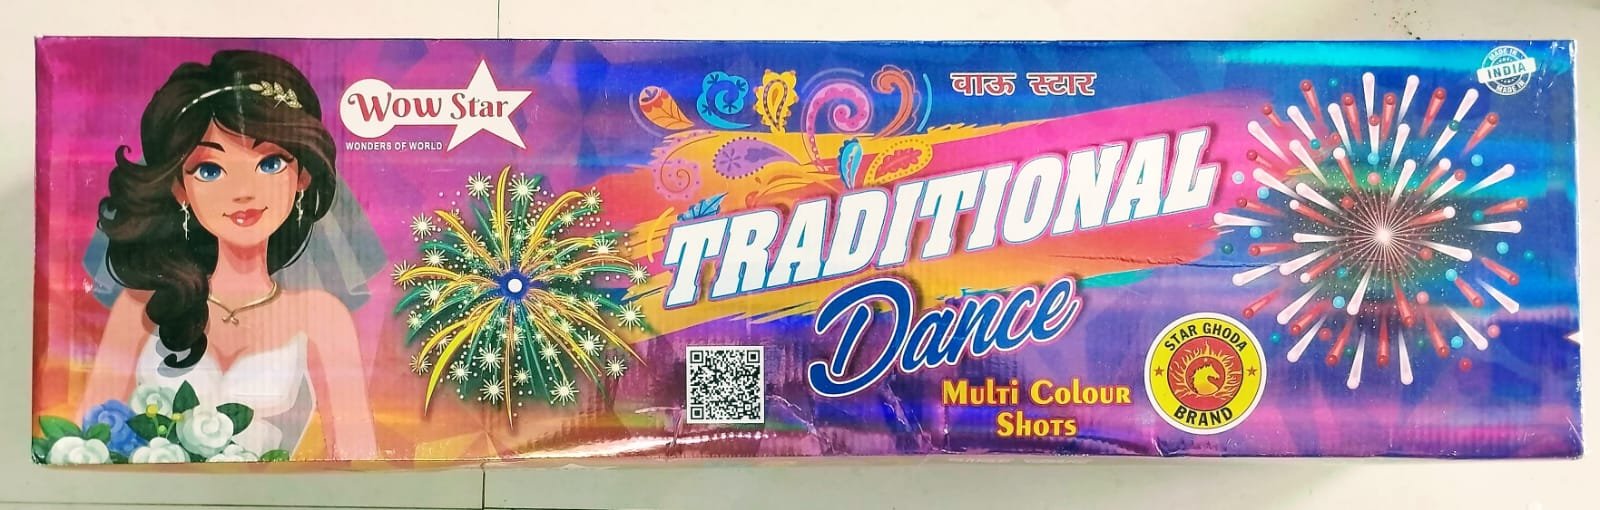 Wow Star
WONDERS OF WORLD
वाऊ स्टार
MADE IN
INDIA
MADE IN
TRADITIONAL
Dance
Multi Colour
Shots
STAR GHODA
BRAND